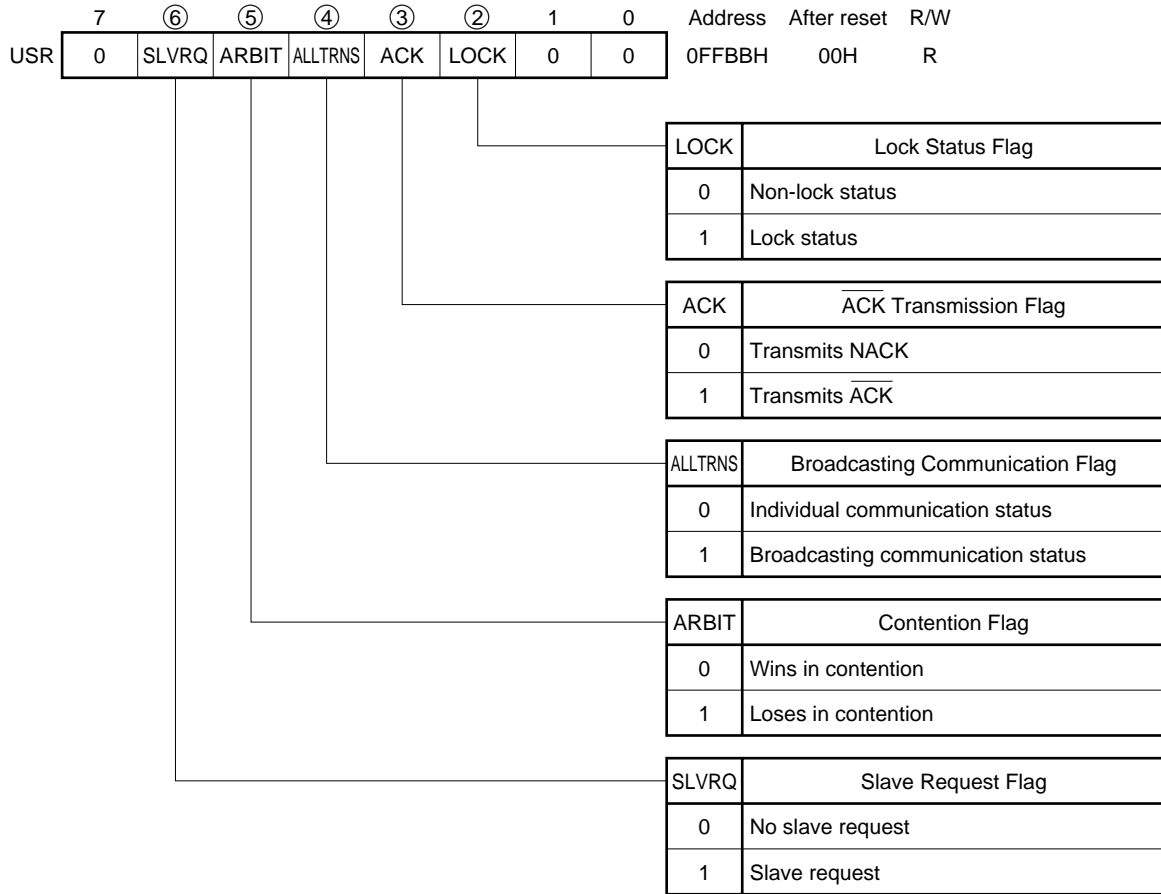 7 ⑥ ⑤ ④ ③ ② 1 0 Address After reset R/W
USR 0 SLVRQ ARBIT ALLTRNS ACK LOCK 0 0 0FFBBH 00H R
LOCK Lock Status Flag
0 Non-lock status
1 Lock status
ACK A̅C̅K̅ Transmission Flag
0 Transmits NACK
1 Transmits A̅C̅K̅
ALLTRNS Broadcasting Communication Flag
0 Individual communication status
1 Broadcasting communication status
ARBIT Contention Flag
0 Wins in contention
1 Loses in contention
SLVRQ Slave Request Flag
0 No slave request
1 Slave request